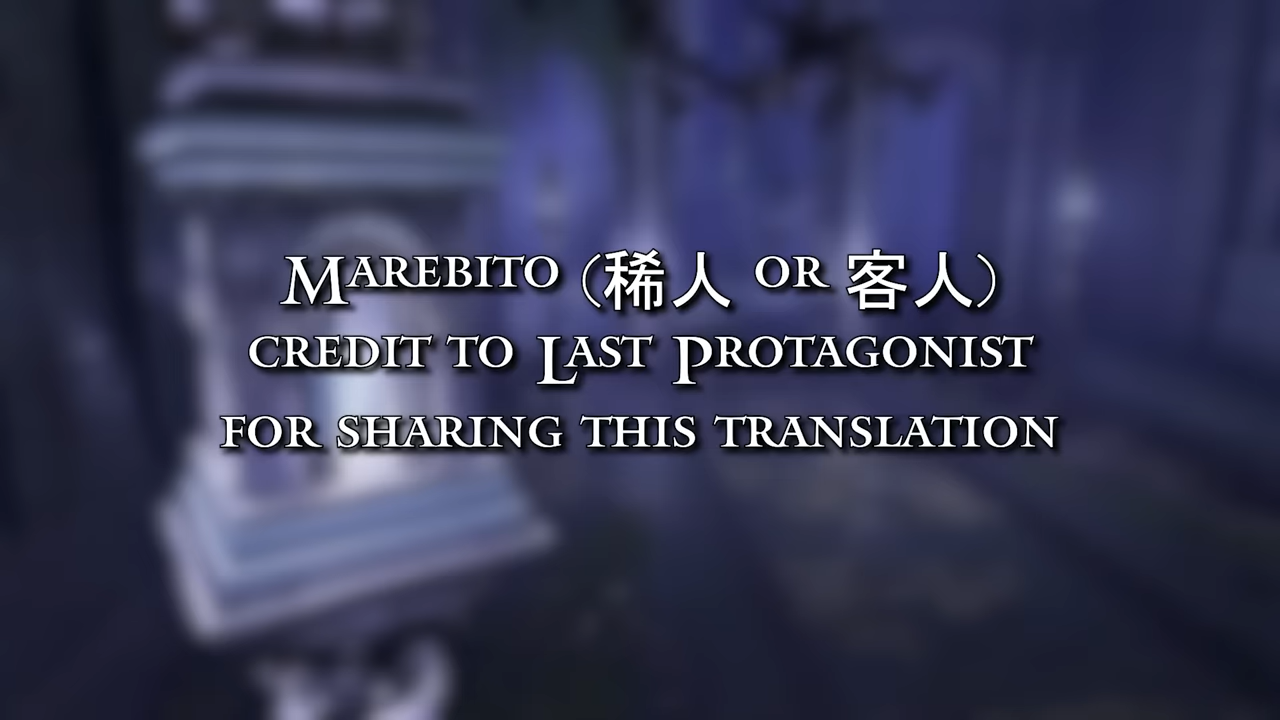 Marebito (稀人 or 客人)
credit to Last Protagonist
for sharing this translation